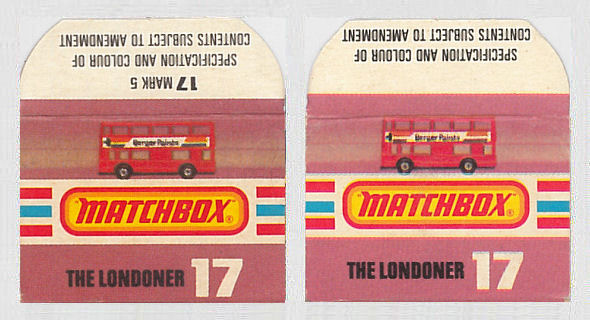 17 MARK 5
SPECIFICATION AND COLOUR OF
CONTENTS SUBJECT TO AMENDMENT
Berger Paints
"MATCHBOX"®
THE LONDONER 17
SPECIFICATION AND COLOUR OF
CONTENTS SUBJECT TO AMENDMENT
Berger Paints
"MATCHBOX"®
THE LONDONER 17